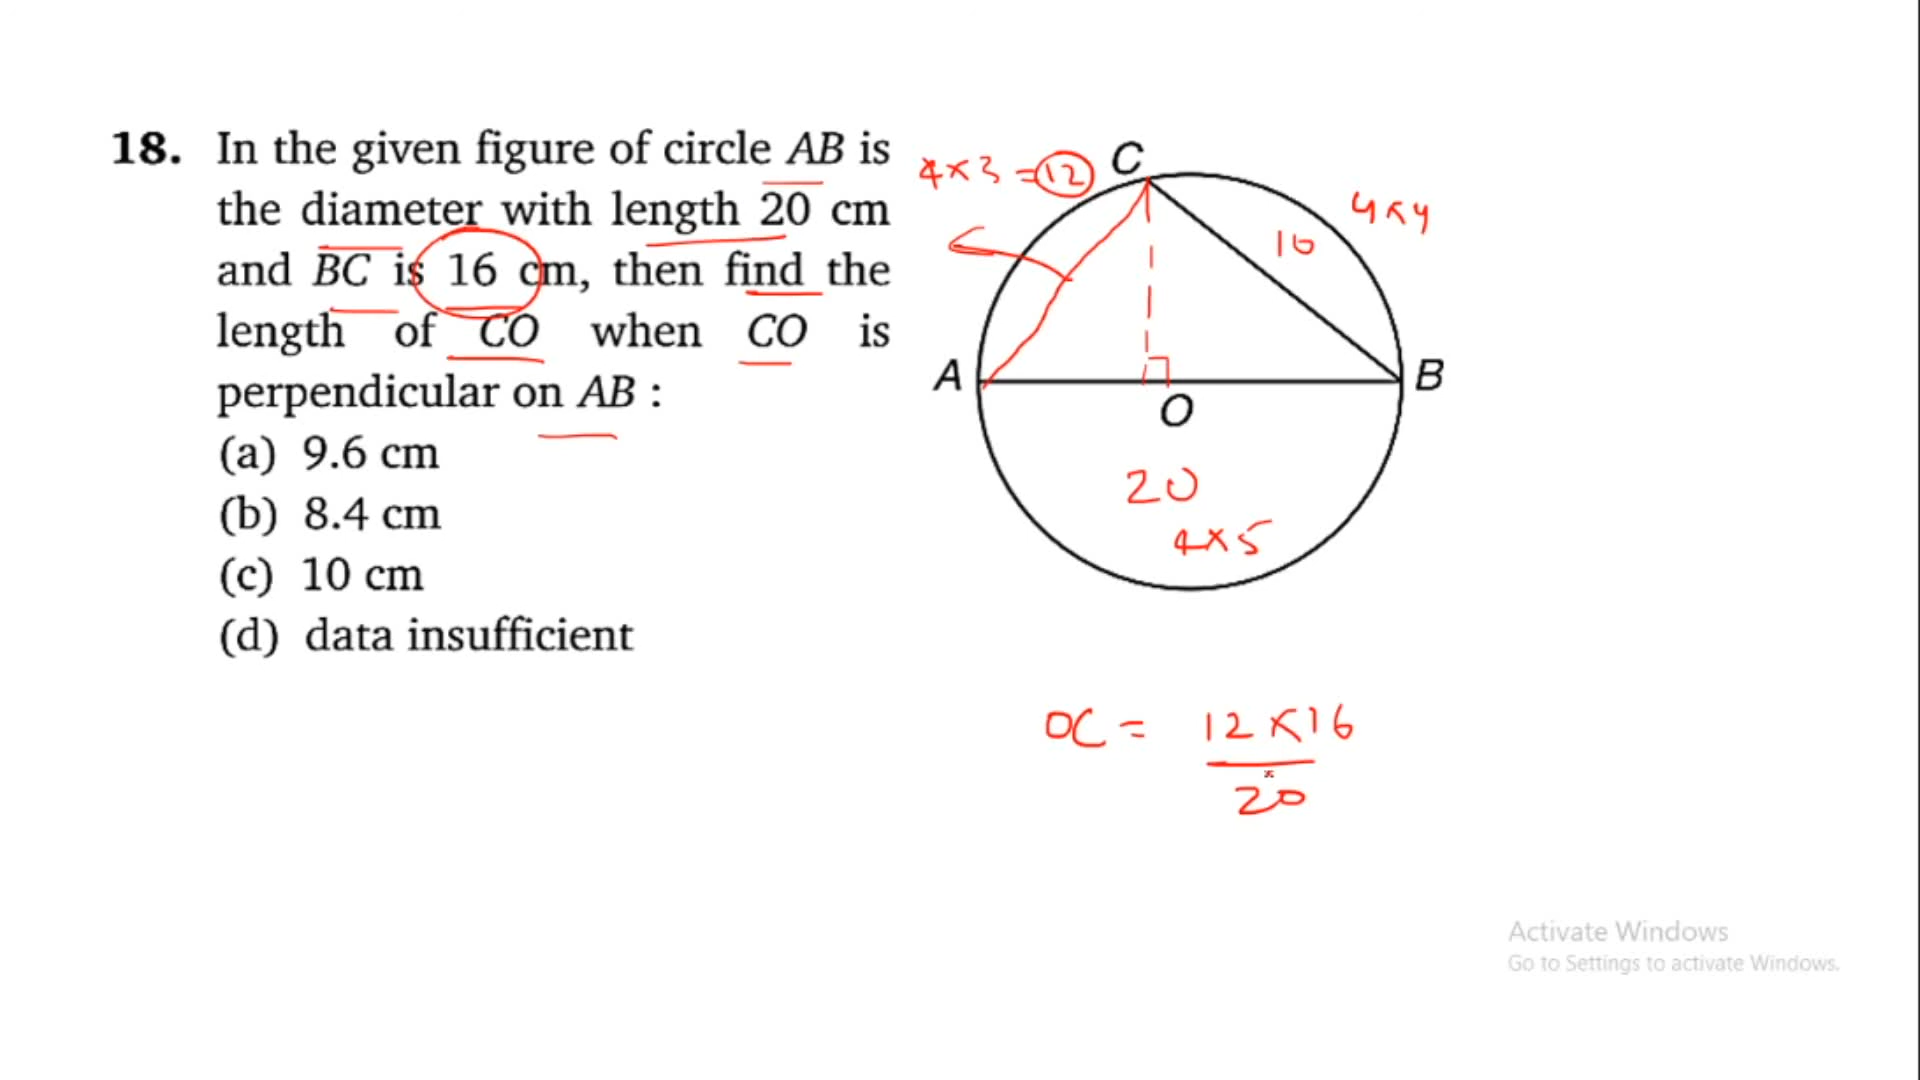 18. In the given figure of circle AB is
the diameter with length 20 cm
and BC is 16 cm, then find the
length of CO when CO is
perpendicular on AB :
(a) 9.6 cm
(b) 8.4 cm
(c) 10 cm
(d) data insufficient
4×3 = 12
C
4×4
16
A
B
O
20
4×5
OC = 12×16
20
Activate Windows
Go to Settings to activate Windows.